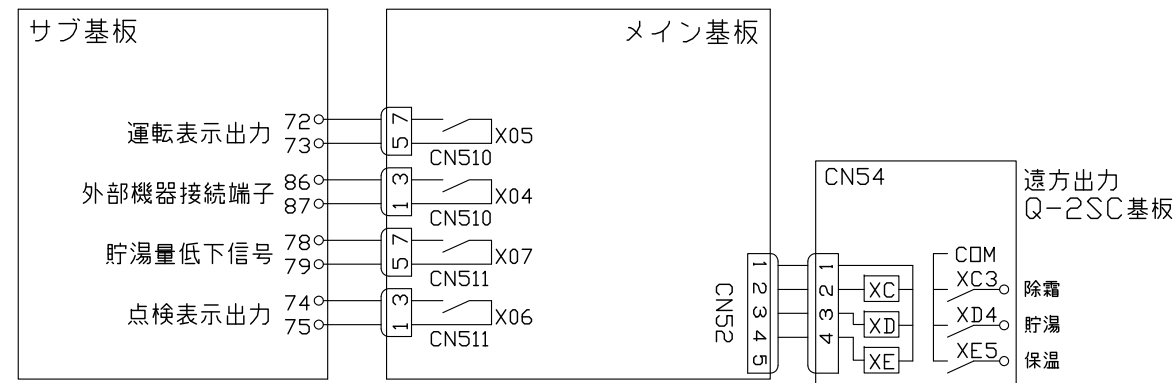 サブ基板
メイン基板
運転表示出力 72 73
7 5
X05
CN510
外部機器接続端子 86 87
3 1
X04
CN510
貯湯量低下信号 78 79
7 5
X07
CN511
点検表示出力 74 75
3 1
X06
CN511
CN52
1 2 3 4 5
CN54
1 2 3 4
XC
XD
XE
COM
XC3 除霜
XD4 貯湯
XE5 保温
遠方出力
Q-2SC基板